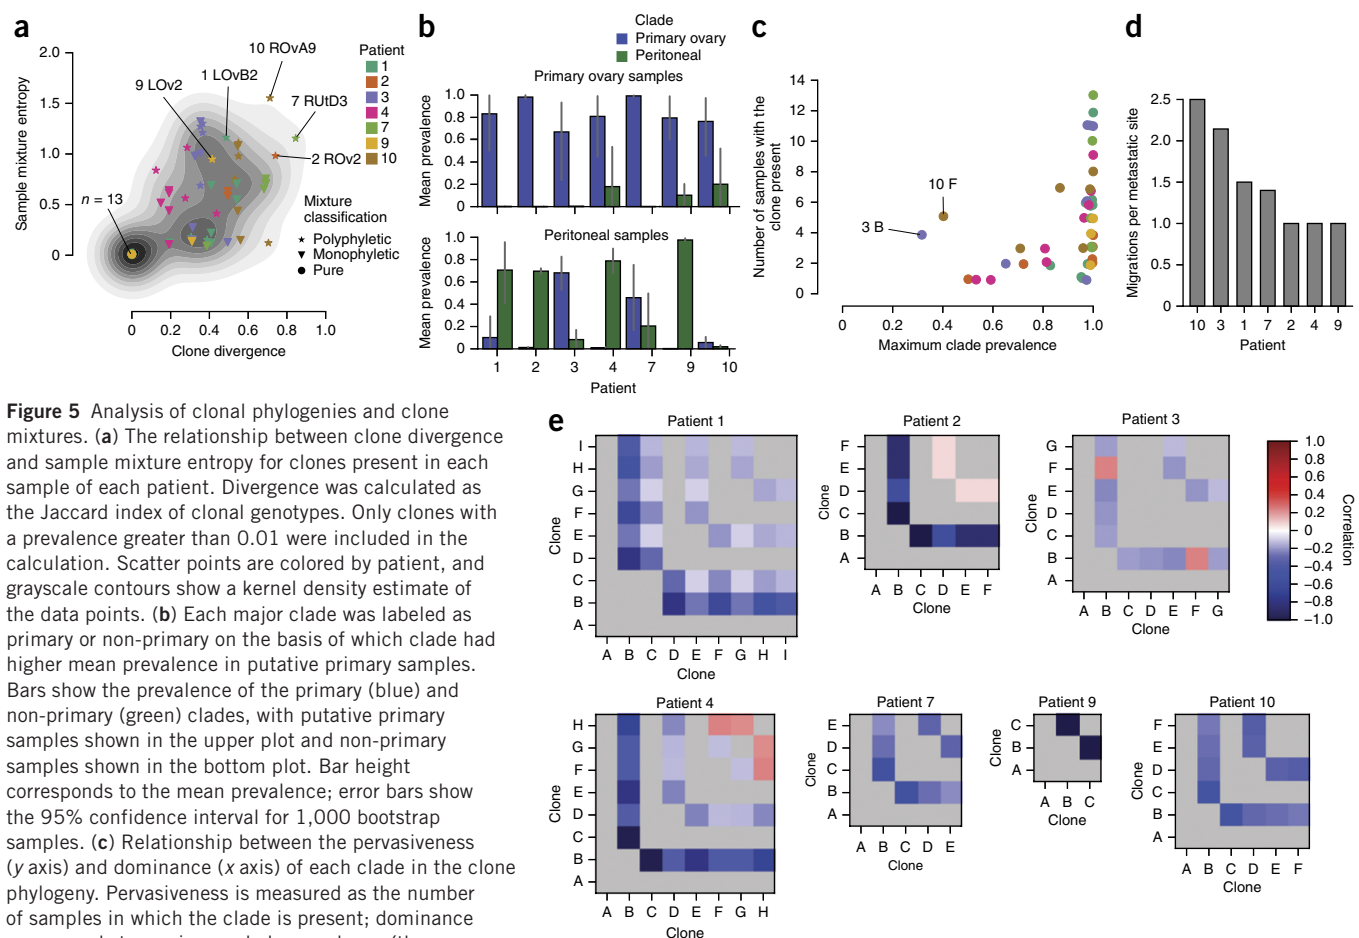 a
2.0
1.5
1.0
0.5
0
Sample mixture entropy
0
0.2
0.4
0.6
0.8
1.0
Clone divergence
10 ROvA9
1 LOvB2
9 LOv2
7 RUtD3
2 ROv2
n = 13
Patient
1
2
3
4
7
9
10
Mixture
classification
Polyphyletic
Monophyletic
Pure
b
Clade
Primary ovary
Peritoneal
Primary ovary samples
1.0
0.8
0.6
0.4
0.2
0
Mean prevalence
Peritoneal samples
1.0
0.8
0.6
0.4
0.2
0
Mean prevalence
1
2
3
4
7
9
10
Patient
c
14
12
10
8
6
4
2
0
Number of samples with the
clone present
10 F
3 B
0
0.2
0.4
0.6
0.8
1.0
Maximum clade prevalence
d
2.5
2.0
1.5
1.0
0.5
0
Migrations per metastatic site
10
3
1
7
2
4
9
Patient
Figure 5 Analysis of clonal phylogenies and clone
mixtures. (a) The relationship between clone divergence
and sample mixture entropy for clones present in each
sample of each patient. Divergence was calculated as
the Jaccard index of clonal genotypes. Only clones with
a prevalence greater than 0.01 were included in the
calculation. Scatter points are colored by patient, and
grayscale contours show a kernel density estimate of
the data points. (b) Each major clade was labeled as
primary or non-primary on the basis of which clade had
higher mean prevalence in putative primary samples.
Bars show the prevalence of the primary (blue) and
non-primary (green) clades, with putative primary
samples shown in the upper plot and non-primary
samples shown in the bottom plot. Bar height
corresponds to the mean prevalence; error bars show
the 95% confidence interval for 1,000 bootstrap
samples. (c) Relationship between the pervasiveness
(y axis) and dominance (x axis) of each clade in the clone
phylogeny. Pervasiveness is measured as the number
of samples in which the clade is present; dominance
e
Patient 1
I
H
G
F
E
D
C
B
A
Clone
A B C D E F G H I
Clone
Patient 2
F
E
D
C
B
A
Clone
A B C D E F
Clone
Patient 3
G
F
E
D
C
B
A
Clone
A B C D E F G
Clone
1.0
0.8
0.6
0.4
0.2
0
−0.2
−0.4
−0.6
−0.8
−1.0
Correlation
Patient 4
H
G
F
E
D
C
B
A
Clone
A B C D E F G H
Clone
Patient 7
E
D
C
B
A
Clone
A B C D E
Clone
Patient 9
C
B
A
Clone
A B C
Clone
Patient 10
F
E
D
C
B
A
Clone
A B C D E F
Clone